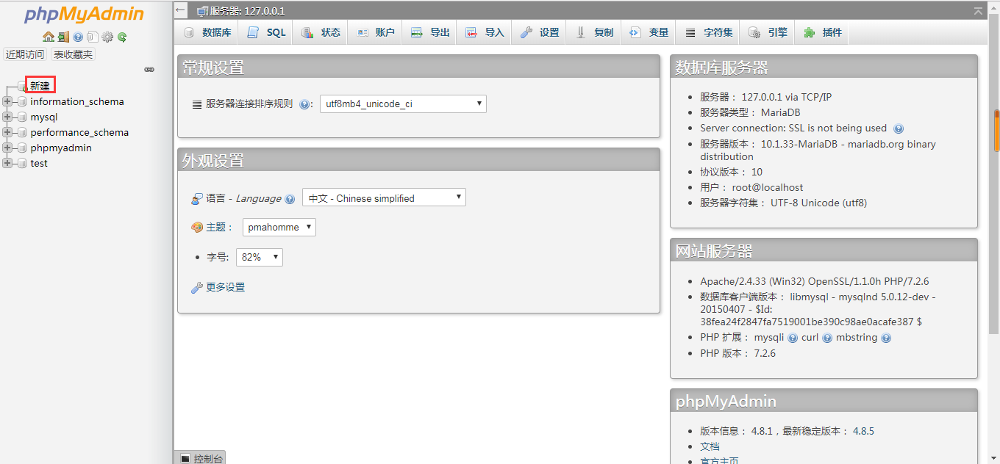 phpMyAdmin
近期访问 表收藏夹
新建
information_schema
mysql
performance_schema
phpmyadmin
test
服务器: 127.0.0.1
数据库 SQL 状态 账户 导出 导入 设置 复制 变量 字符集 引擎 插件
常规设置
服务器连接排序规则 : utf8mb4_unicode_ci
外观设置
语言 - Language 中文 - Chinese simplified
主题 : pmahomme
字号: 82%
更多设置
数据库服务器
服务器： 127.0.0.1 via TCP/IP
服务器类型： MariaDB
Server connection: SSL is not being used
服务器版本： 10.1.33-MariaDB - mariadb.org binary
distribution
协议版本： 10
用户： root@localhost
服务器字符集： UTF-8 Unicode (utf8)
网站服务器
Apache/2.4.33 (Win32) OpenSSL/1.1.0h PHP/7.2.6
数据库客户端版本： libmysql - mysqlnd 5.0.12-dev -
20150407 - $Id:
38fea24f2847fa7519001be390c98ae0acafe387 $
PHP 扩展： mysqli curl mbstring
PHP 版本： 7.2.6
phpMyAdmin
版本信息： 4.8.1，最新稳定版本： 4.8.5
文档
官方主页
控制台